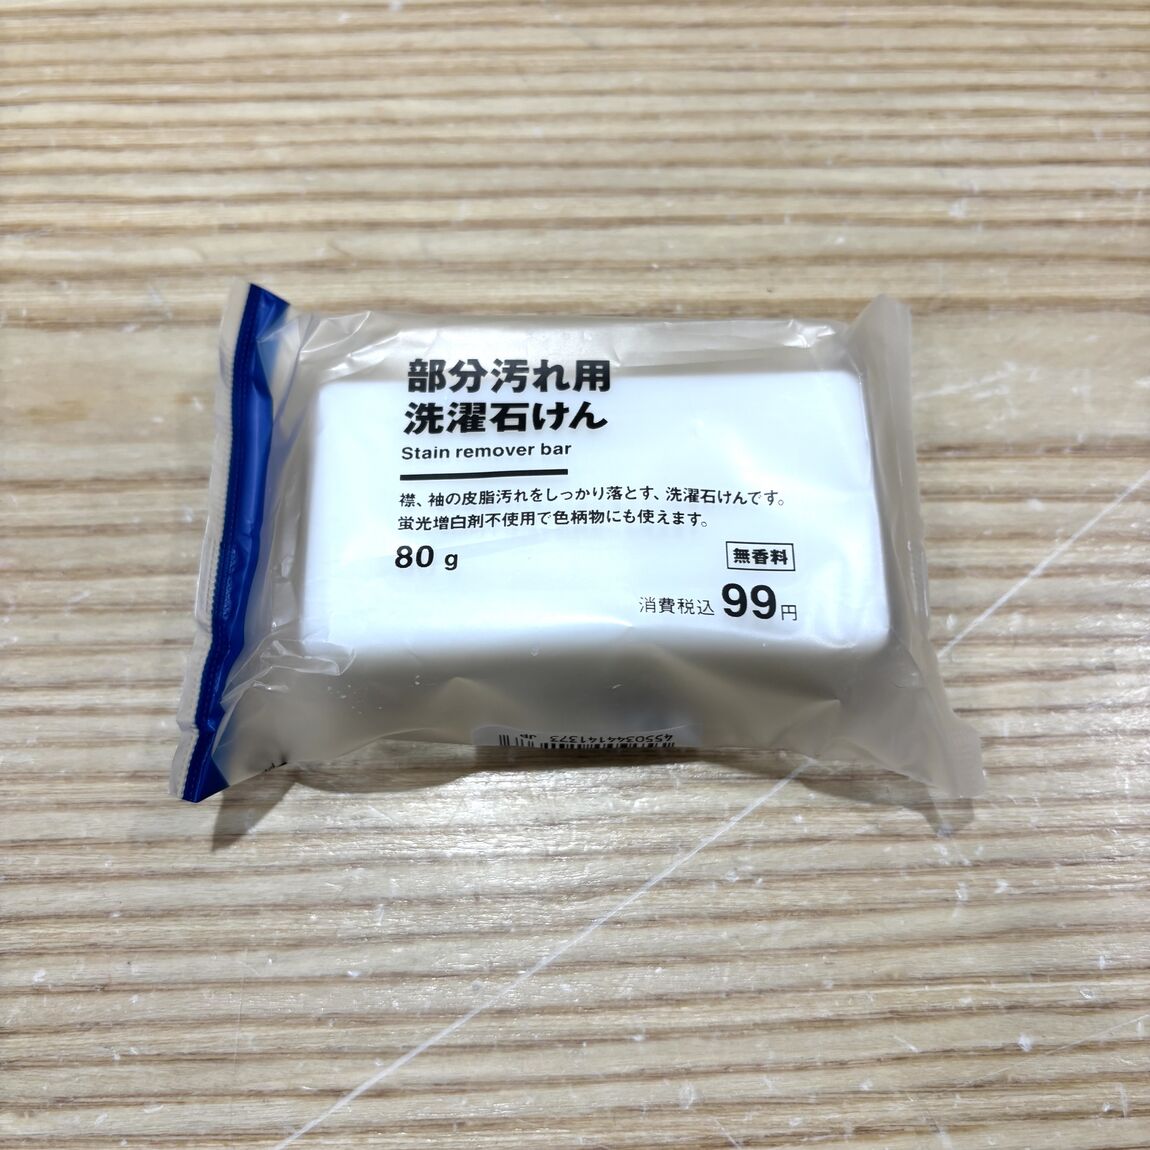 部分汚れ用
洗濯石けん
Stain remover bar
襟、袖の皮脂汚れをしっかり落とす、洗濯石けんです。
蛍光増白剤不使用で色柄物にも使えます。
80 g
無香料
消費税込 99円
4550344141373
JP